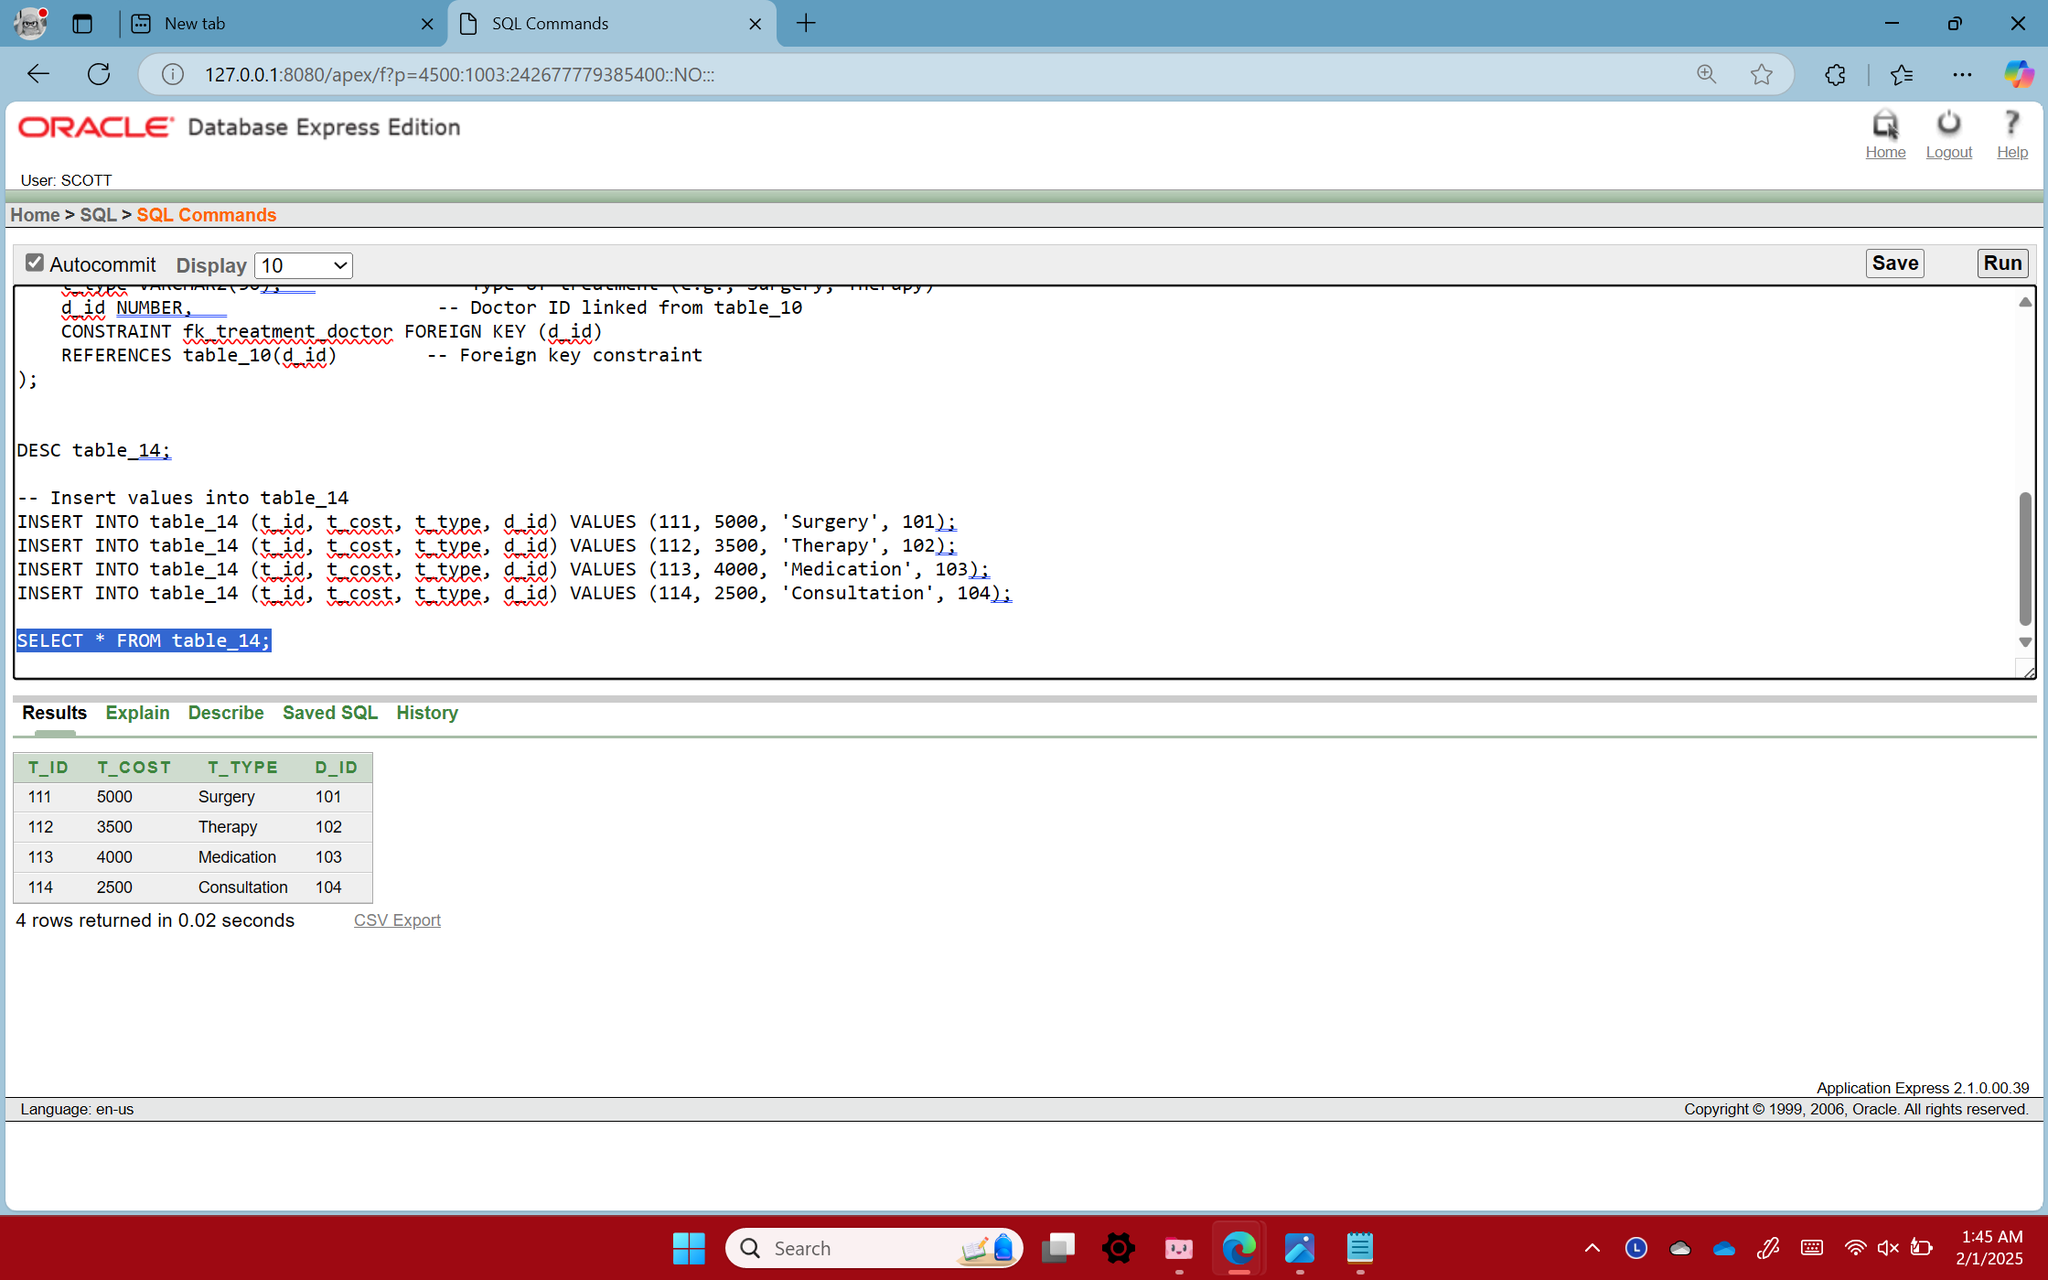 New tab
SQL Commands
127.0.0.1:8080/apex/f?p=4500:1003:242677779385400::NO:::
ORACLE Database Express Edition
Home Logout Help
User: SCOTT
Home > SQL > SQL Commands
Autocommit Display 10 Save Run
t_type VARCHAR2(50), -- Type of treatment (e.g., Surgery, Therapy)
d_id NUMBER, -- Doctor ID linked from table_10
CONSTRAINT fk_treatment_doctor FOREIGN KEY (d_id)
REFERENCES table_10(d_id) -- Foreign key constraint
);
DESC table_14;
-- Insert values into table_14
INSERT INTO table_14 (t_id, t_cost, t_type, d_id) VALUES (111, 5000, 'Surgery', 101);
INSERT INTO table_14 (t_id, t_cost, t_type, d_id) VALUES (112, 3500, 'Therapy', 102);
INSERT INTO table_14 (t_id, t_cost, t_type, d_id) VALUES (113, 4000, 'Medication', 103);
INSERT INTO table_14 (t_id, t_cost, t_type, d_id) VALUES (114, 2500, 'Consultation', 104);
SELECT * FROM table_14;
Results Explain Describe Saved SQL History
T_ID T_COST T_TYPE D_ID
111 5000 Surgery 101
112 3500 Therapy 102
113 4000 Medication 103
114 2500 Consultation 104
4 rows returned in 0.02 seconds CSV Export
Application Express 2.1.0.00.39
Language: en-us Copyright © 1999, 2006, Oracle. All rights reserved.
Search
L
1:45 AM
2/1/2025